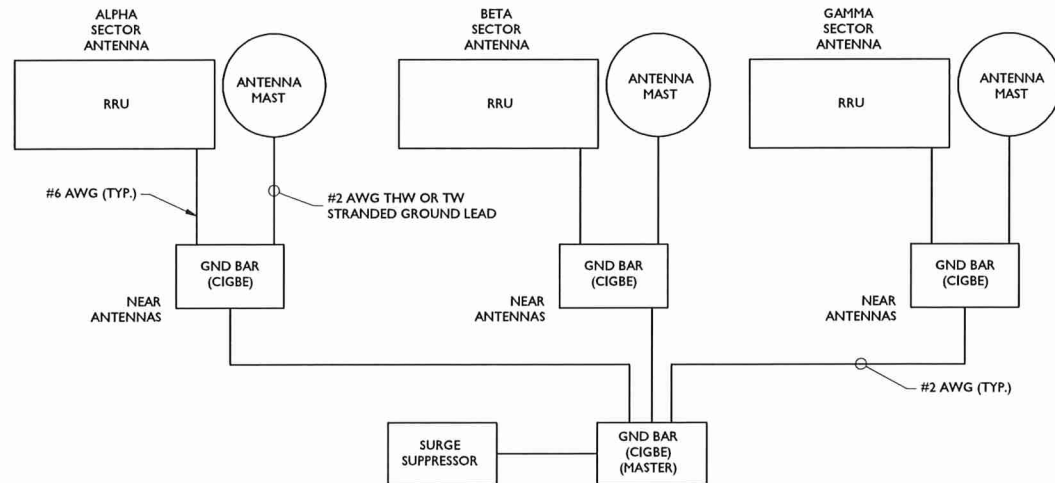 ALPHA
SECTOR
ANTENNA
RRU
ANTENNA
MAST
BETA
SECTOR
ANTENNA
RRU
ANTENNA
MAST
GAMMA
SECTOR
ANTENNA
RRU
ANTENNA
MAST
#6 AWG (TYP.)
#2 AWG THW OR TW
STRANDED GROUND LEAD
GND BAR
(CIGBE)
NEAR
ANTENNAS
GND BAR
(CIGBE)
NEAR
ANTENNAS
GND BAR
(CIGBE)
NEAR
ANTENNAS
#2 AWG (TYP.)
SURGE
SUPPRESSOR
GND BAR
(CIGBE)
(MASTER)